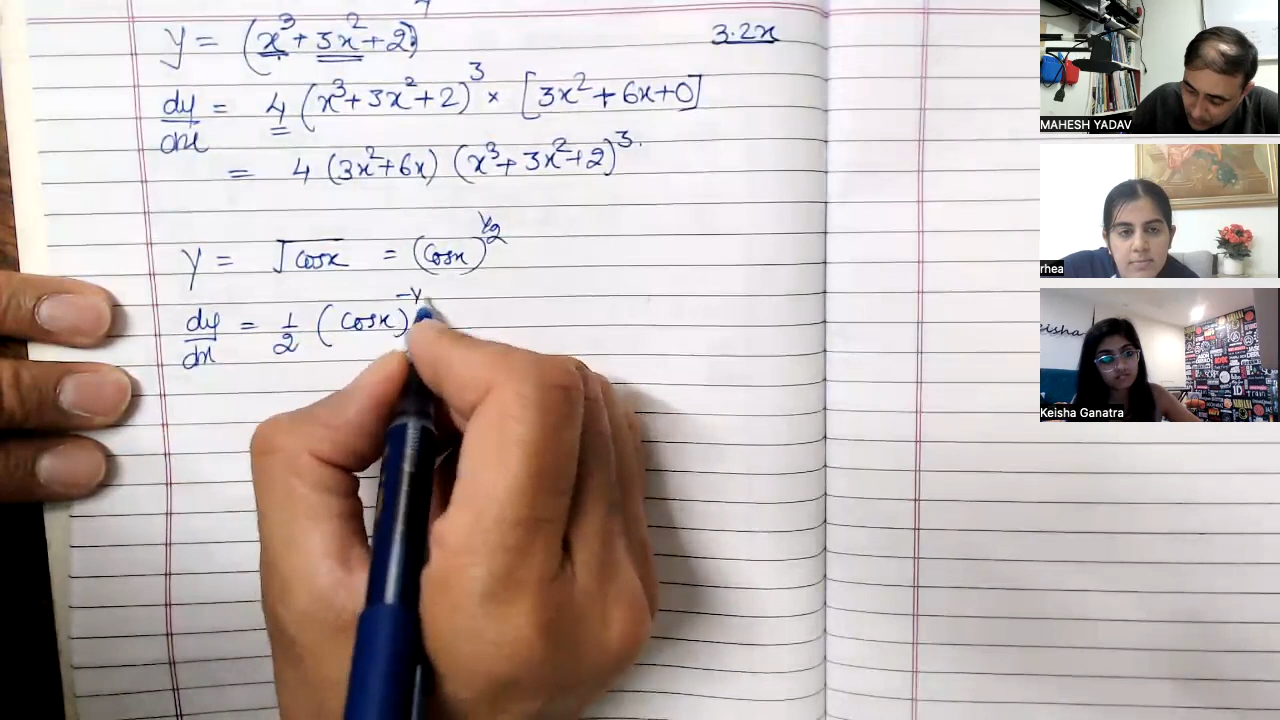 y = (x³ + 3x² + 2)⁴
3.2x
dy/dx = 4 (x³+3x²+2)³ × [3x²+6x+0]
= 4 (3x²+6x) (x³+3x²+2)³.
y = √cosx = (cosx)^1/2
dy/dx = 1/2 (cosx)^-1/
MAHESH YADAV
rhea
keisha
Keisha Ganatra